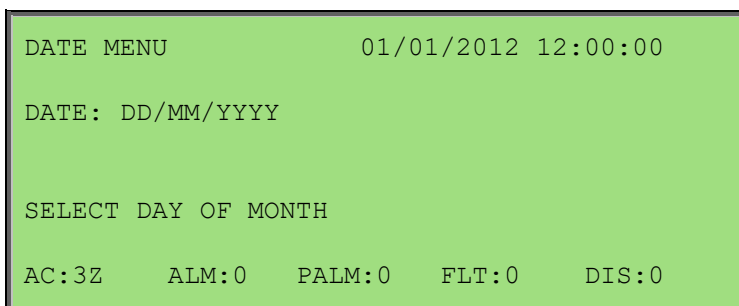 DATE MENU 01/01/2012 12:00:00
DATE: DD/MM/YYYY
SELECT DAY OF MONTH
AC:3Z ALM:0 PALM:0 FLT:0 DIS:0